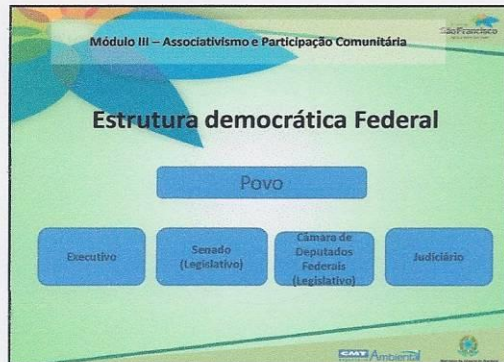 Módulo III – Associativismo e Participação Comunitária
São Francisco
Estrutura democrática Federal
Povo
Executivo
Senado
(Legislativo)
Câmara de
Deputados
Federais
(Legislativo)
Judiciário
CMT Ambiental